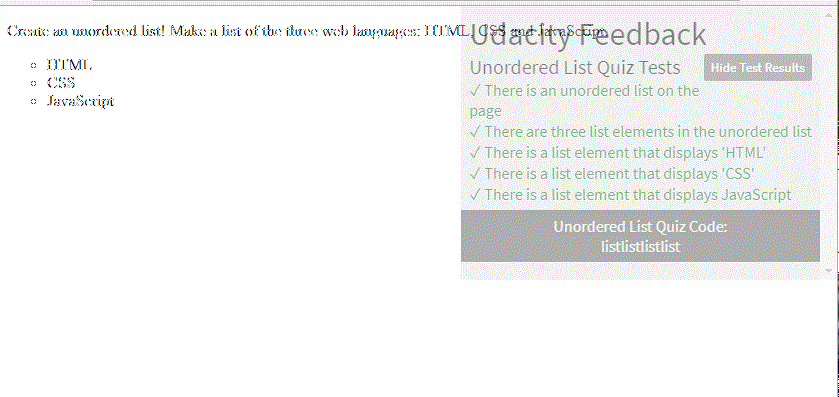 Create an unordered list! Make a list of the three web languages: HTML, CSS and JavaScript.
HTML
CSS
JavaScript
Udacity Feedback
Unordered List Quiz Tests
Hide Test Results
✓ There is an unordered list on the
page
✓ There are three list elements in the unordered list
✓ There is a list element that displays 'HTML'
✓ There is a list element that displays 'CSS'
✓ There is a list element that displays JavaScript
Unordered List Quiz Code:
listlistlistlist